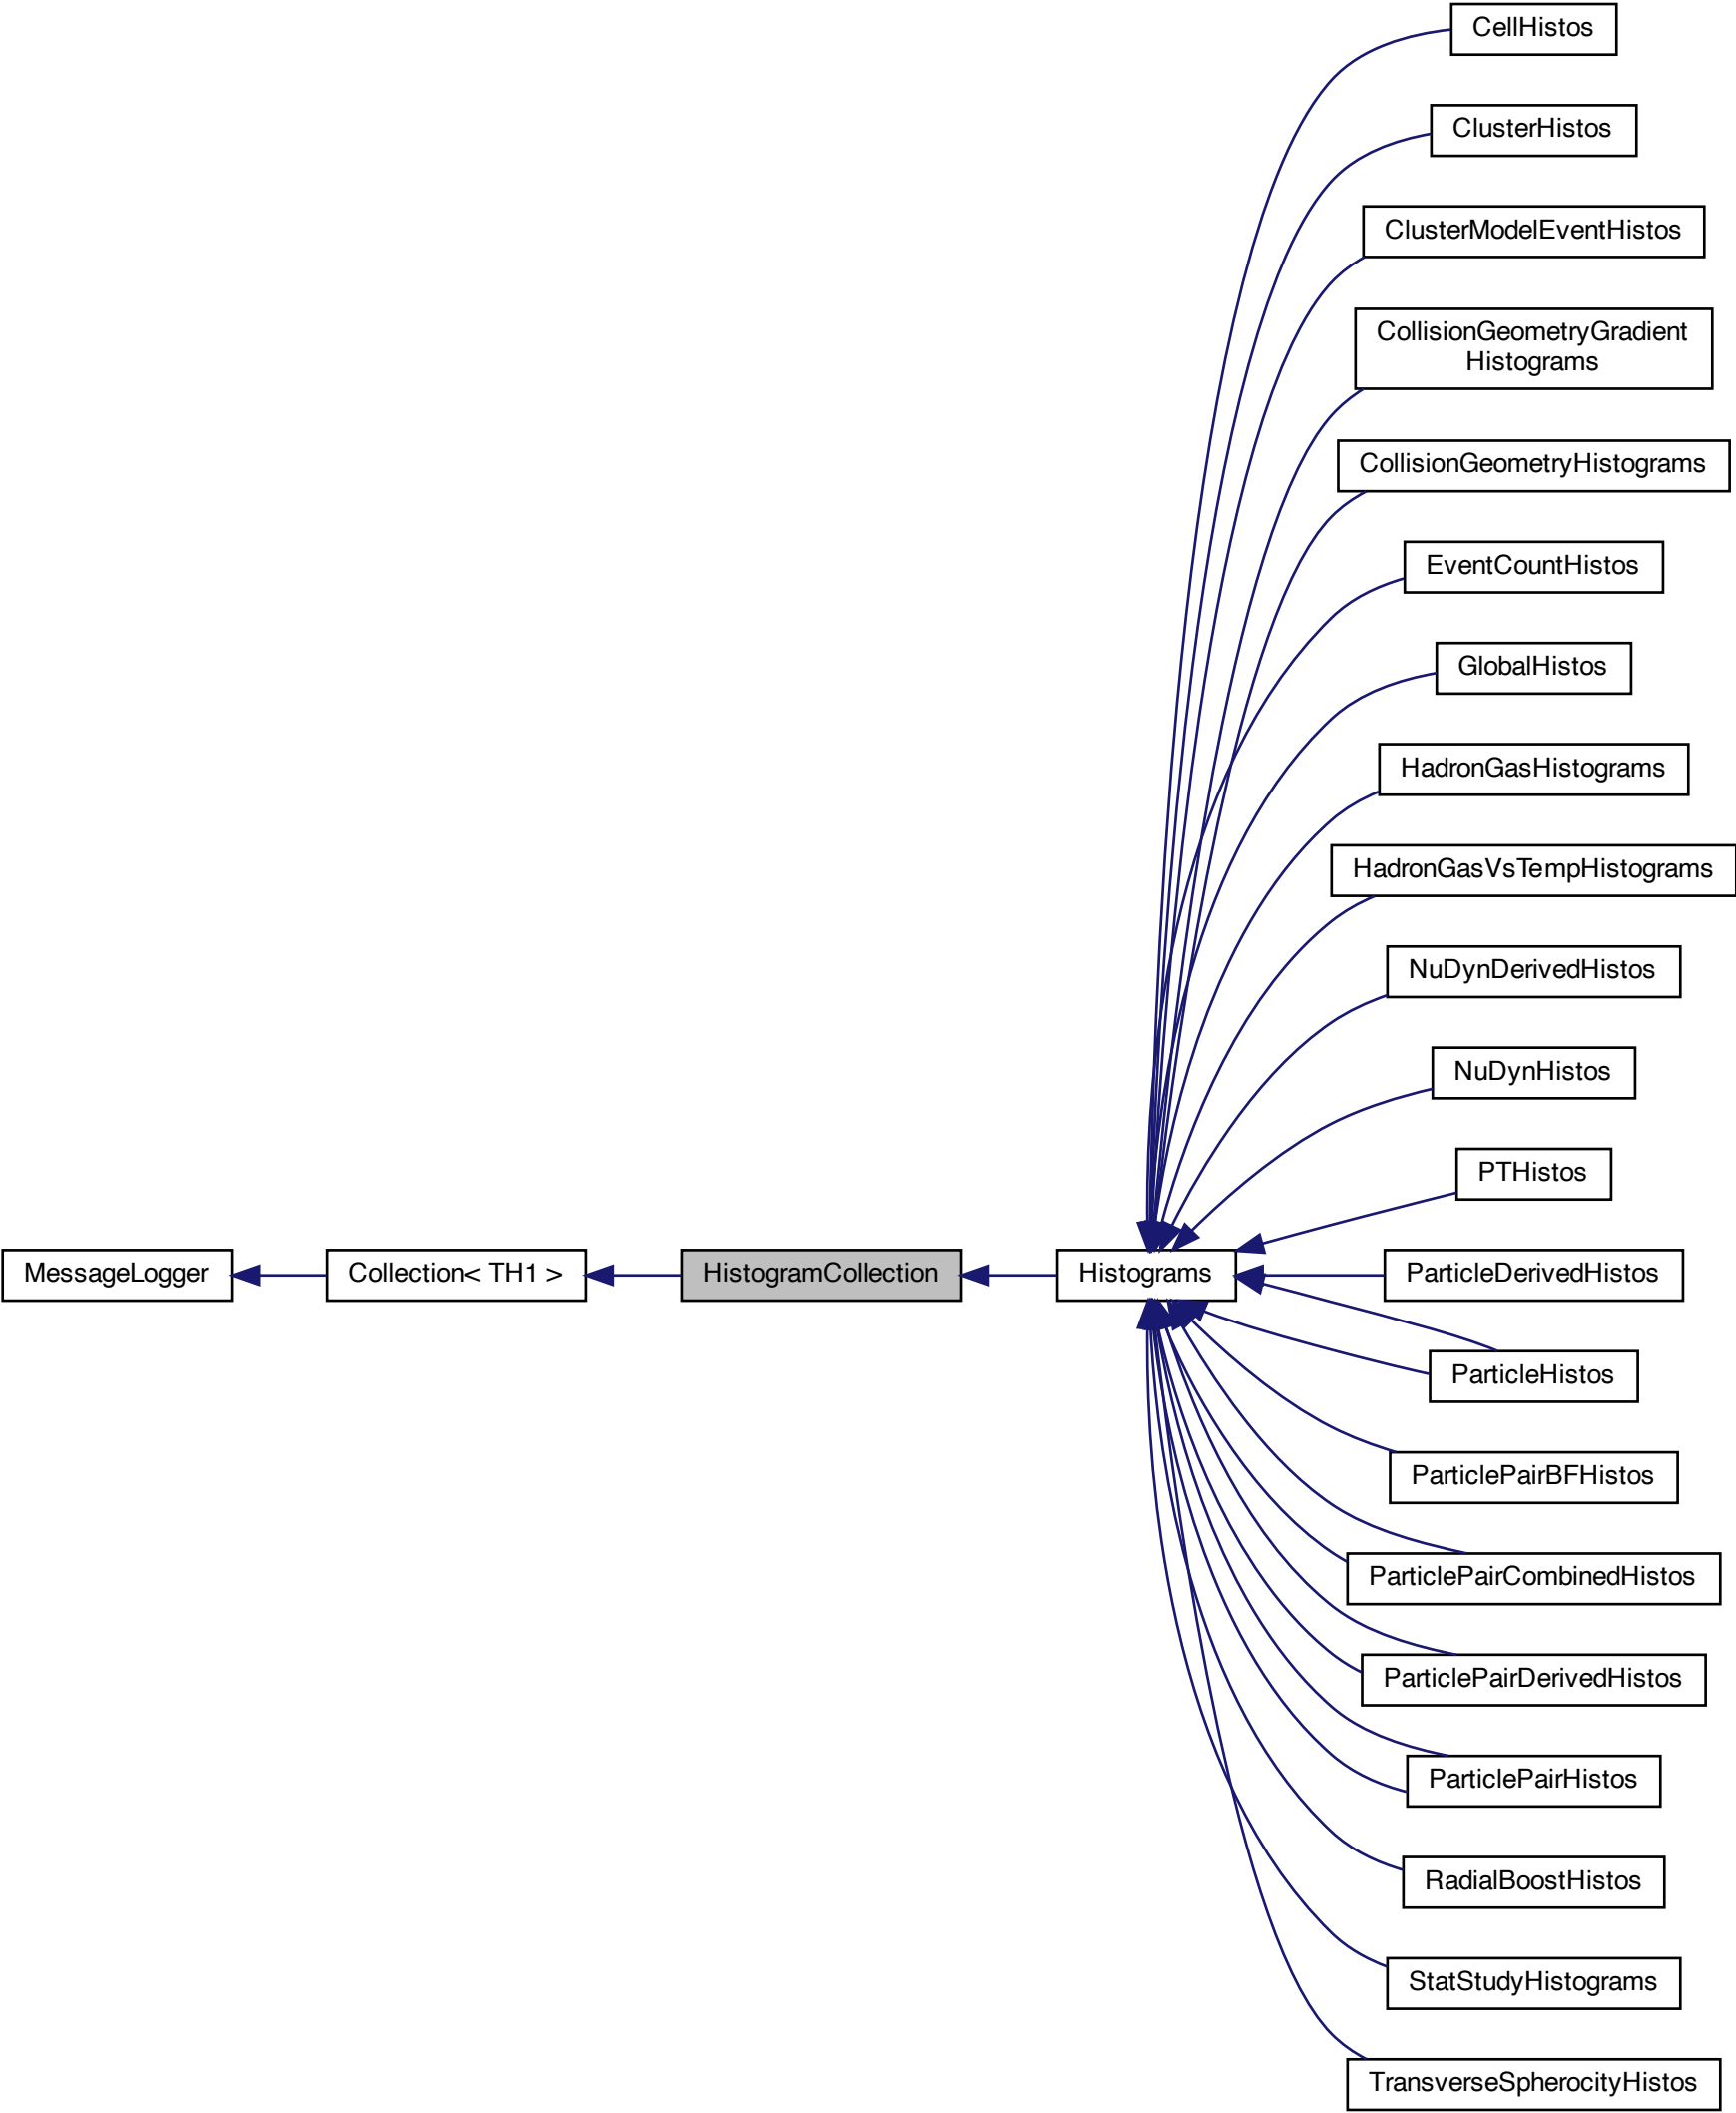 CellHistos
ClusterHistos
ClusterModelEventHistos
CollisionGeometryGradient
Histograms
CollisionGeometryHistograms
EventCountHistos
GlobalHistos
HadronGasHistograms
HadronGasVsTempHistograms
NuDynDerivedHistos
NuDynHistos
PTHistos
MessageLogger
Collection< TH1 >
HistogramCollection
Histograms
ParticleDerivedHistos
ParticleHistos
ParticlePairBFHistos
ParticlePairCombinedHistos
ParticlePairDerivedHistos
ParticlePairHistos
RadialBoostHistos
StatStudyHistograms
TransverseSpherocityHistos